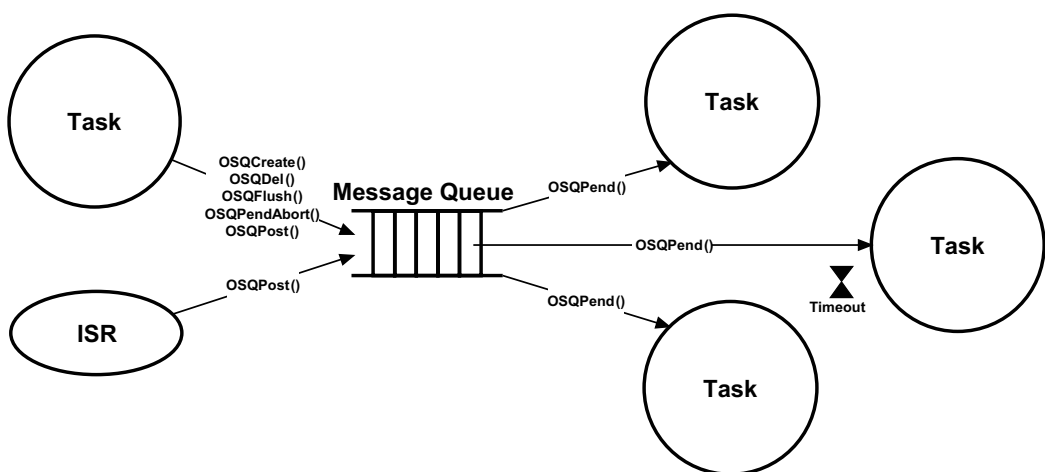 Task
OSQCreate()
OSQDel()
OSQFlush()
OSQPendAbort()
OSQPost()
OSQPost()
ISR
Message Queue
OSQPend()
Task
OSQPend()
Task
Timeout
OSQPend()
Task